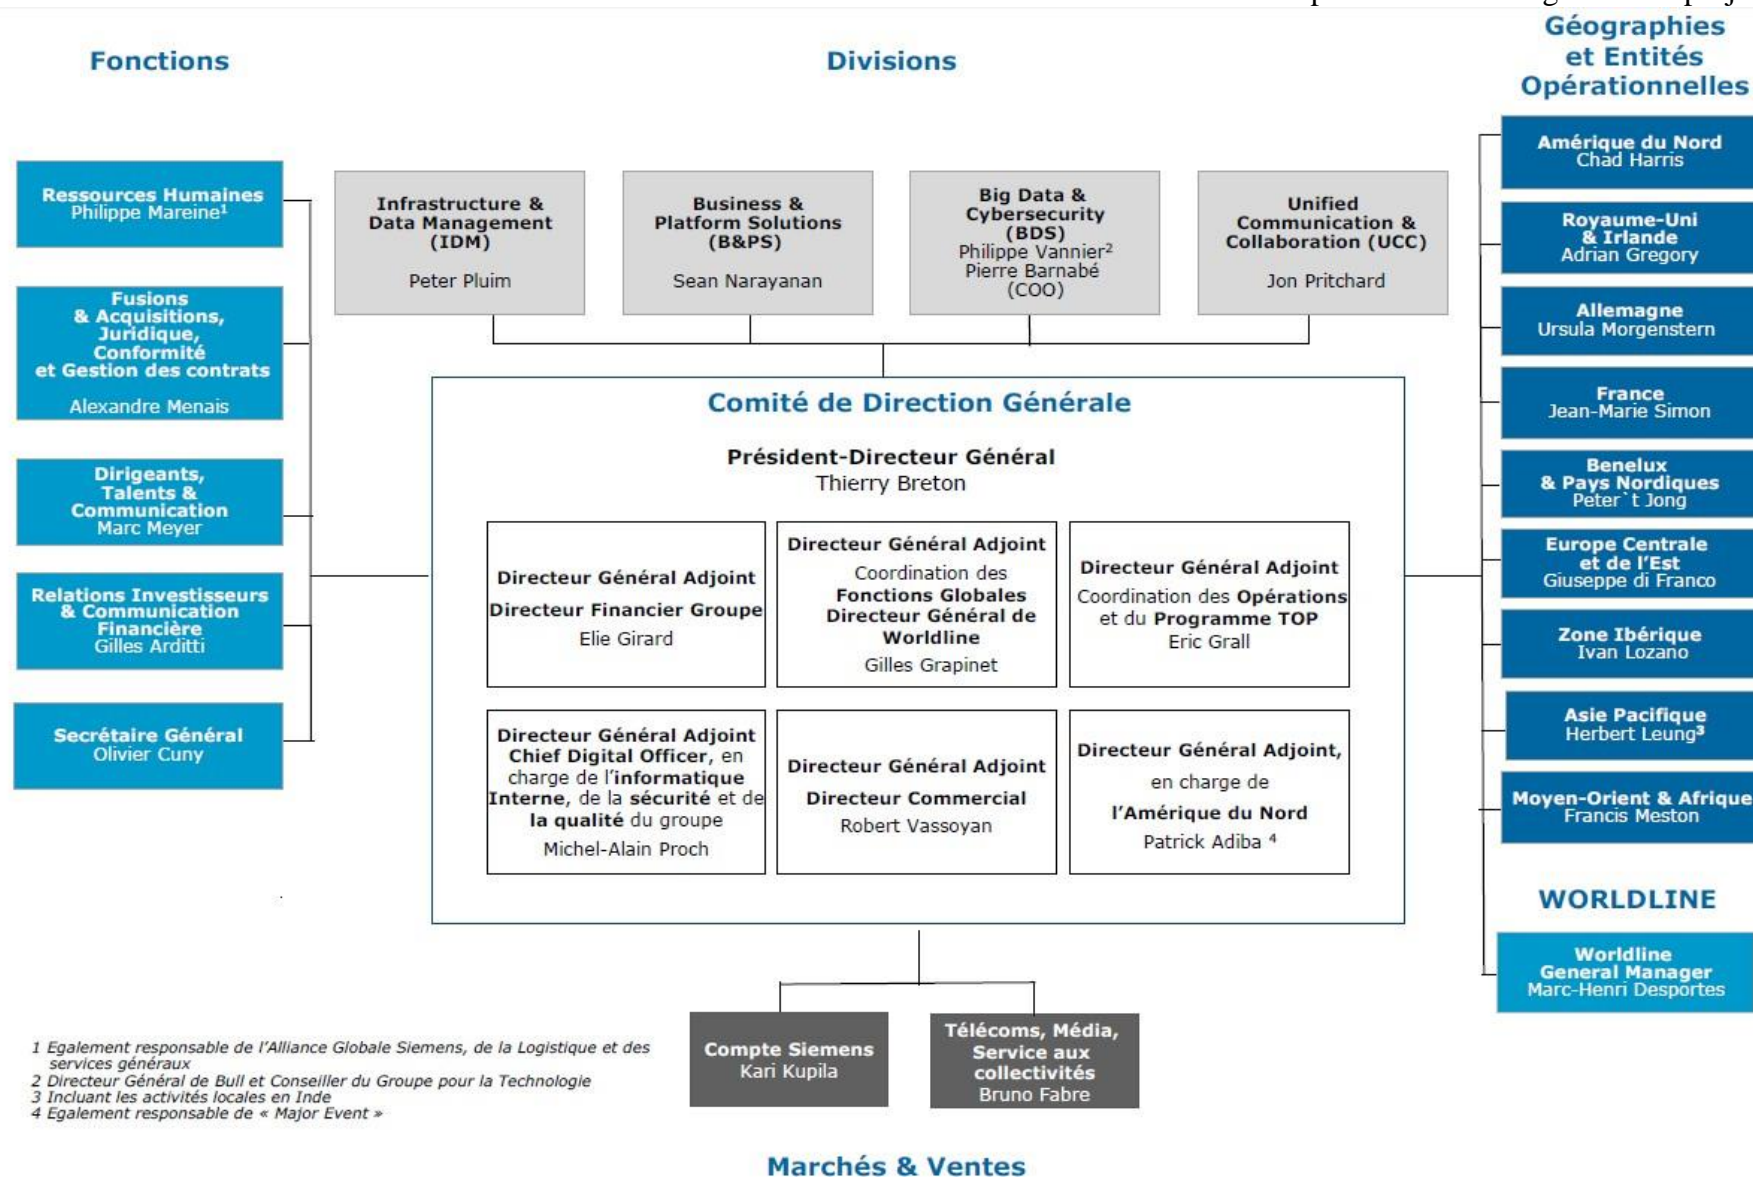 Fonctions
Divisions
Géographies
et Entités
Opérationnelles
Ressources Humaines
Philippe Mareine¹
Fusions
& Acquisitions,
Juridique,
Conformité
et Gestion des contrats
Alexandre Menais
Dirigeants,
Talents &
Communication
Marc Meyer
Relations Investisseurs
& Communication
Financière
Gilles Arditti
Secrétaire Général
Olivier Cuny
Infrastructure &
Data Management
(IDM)
Peter Pluim
Business &
Platform Solutions
(B&PS)
Sean Narayanan
Big Data &
Cybersecurity
(BDS)
Philippe Vannier²
Pierre Barnabé
(COO)
Unified
Communication &
Collaboration (UCC)
Jon Pritchard
Comité de Direction Générale
Président-Directeur Général
Thierry Breton
Directeur Général Adjoint
Directeur Financier Groupe
Elie Girard
Directeur Général Adjoint
Coordination des
Fonctions Globales
Directeur Général de
Worldline
Gilles Grapinet
Directeur Général Adjoint
Coordination des Opérations
et du Programme TOP
Eric Grall
Directeur Général Adjoint
Chief Digital Officer, en
charge de l'informatique
Interne, de la sécurité et de
la qualité du groupe
Michel-Alain Proch
Directeur Général Adjoint
Directeur Commercial
Robert Vassoyan
Directeur Général Adjoint,
en charge de
l'Amérique du Nord
Patrick Adiba ⁴
Amérique du Nord
Chad Harris
Royaume-Uni
& Irlande
Adrian Gregory
Allemagne
Ursula Morgenstern
France
Jean-Marie Simon
Benelux
& Pays Nordiques
Peter`t Jong
Europe Centrale
et de l'Est
Giuseppe di Franco
Zone Ibérique
Ivan Lozano
Asie Pacifique
Herbert Leung³
Moyen-Orient & Afrique
Francis Meston
WORLDLINE
Worldline
General Manager
Marc-Henri Desportes
Compte Siemens
Kari Kupila
Télécoms, Média,
Service aux
collectivités
Bruno Fabre
1 Egalement responsable de l'Alliance Globale Siemens, de la Logistique et des
services généraux
2 Directeur Général de Bull et Conseiller du Groupe pour la Technologie
3 Incluant les activités locales en Inde
4 Egalement responsable de « Major Event »
Marchés & Ventes